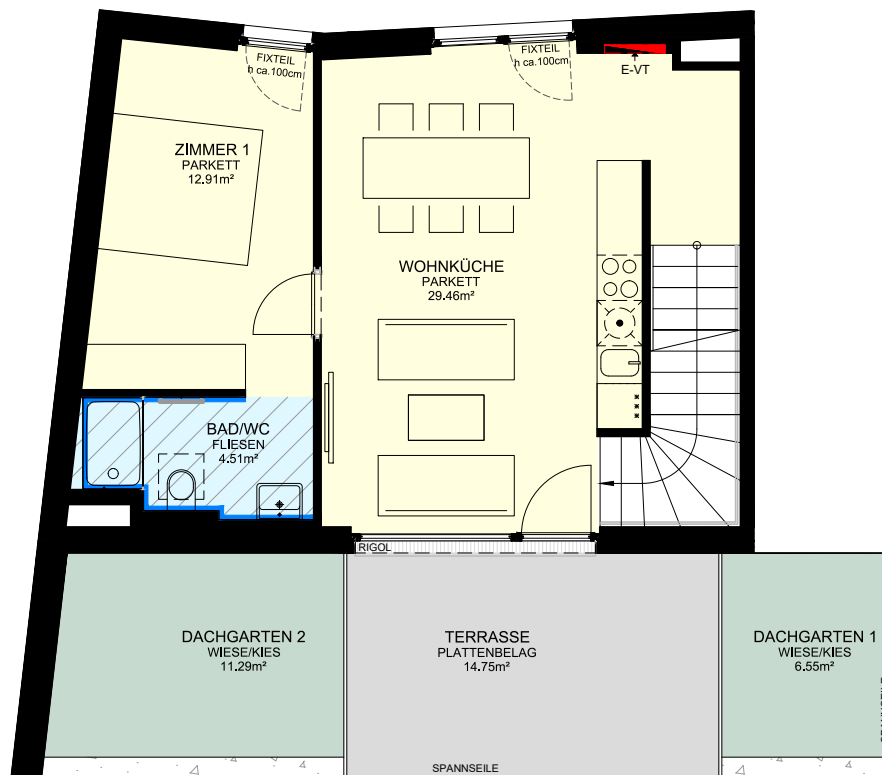 FIXTEIL
h ca.100cm
FIXTEIL
h ca.100cm
E-VT
ZIMMER 1
PARKETT
12.91m²
WOHNKÜCHE
PARKETT
29.46m²
BAD/WC
FLIESEN
4.51m²
RIGOL
DACHGARTEN 2
WIESE/KIES
11.29m²
TERRASSE
PLATTENBELAG
14.75m²
DACHGARTEN 1
WIESE/KIES
6.55m²
SPANNSEILE